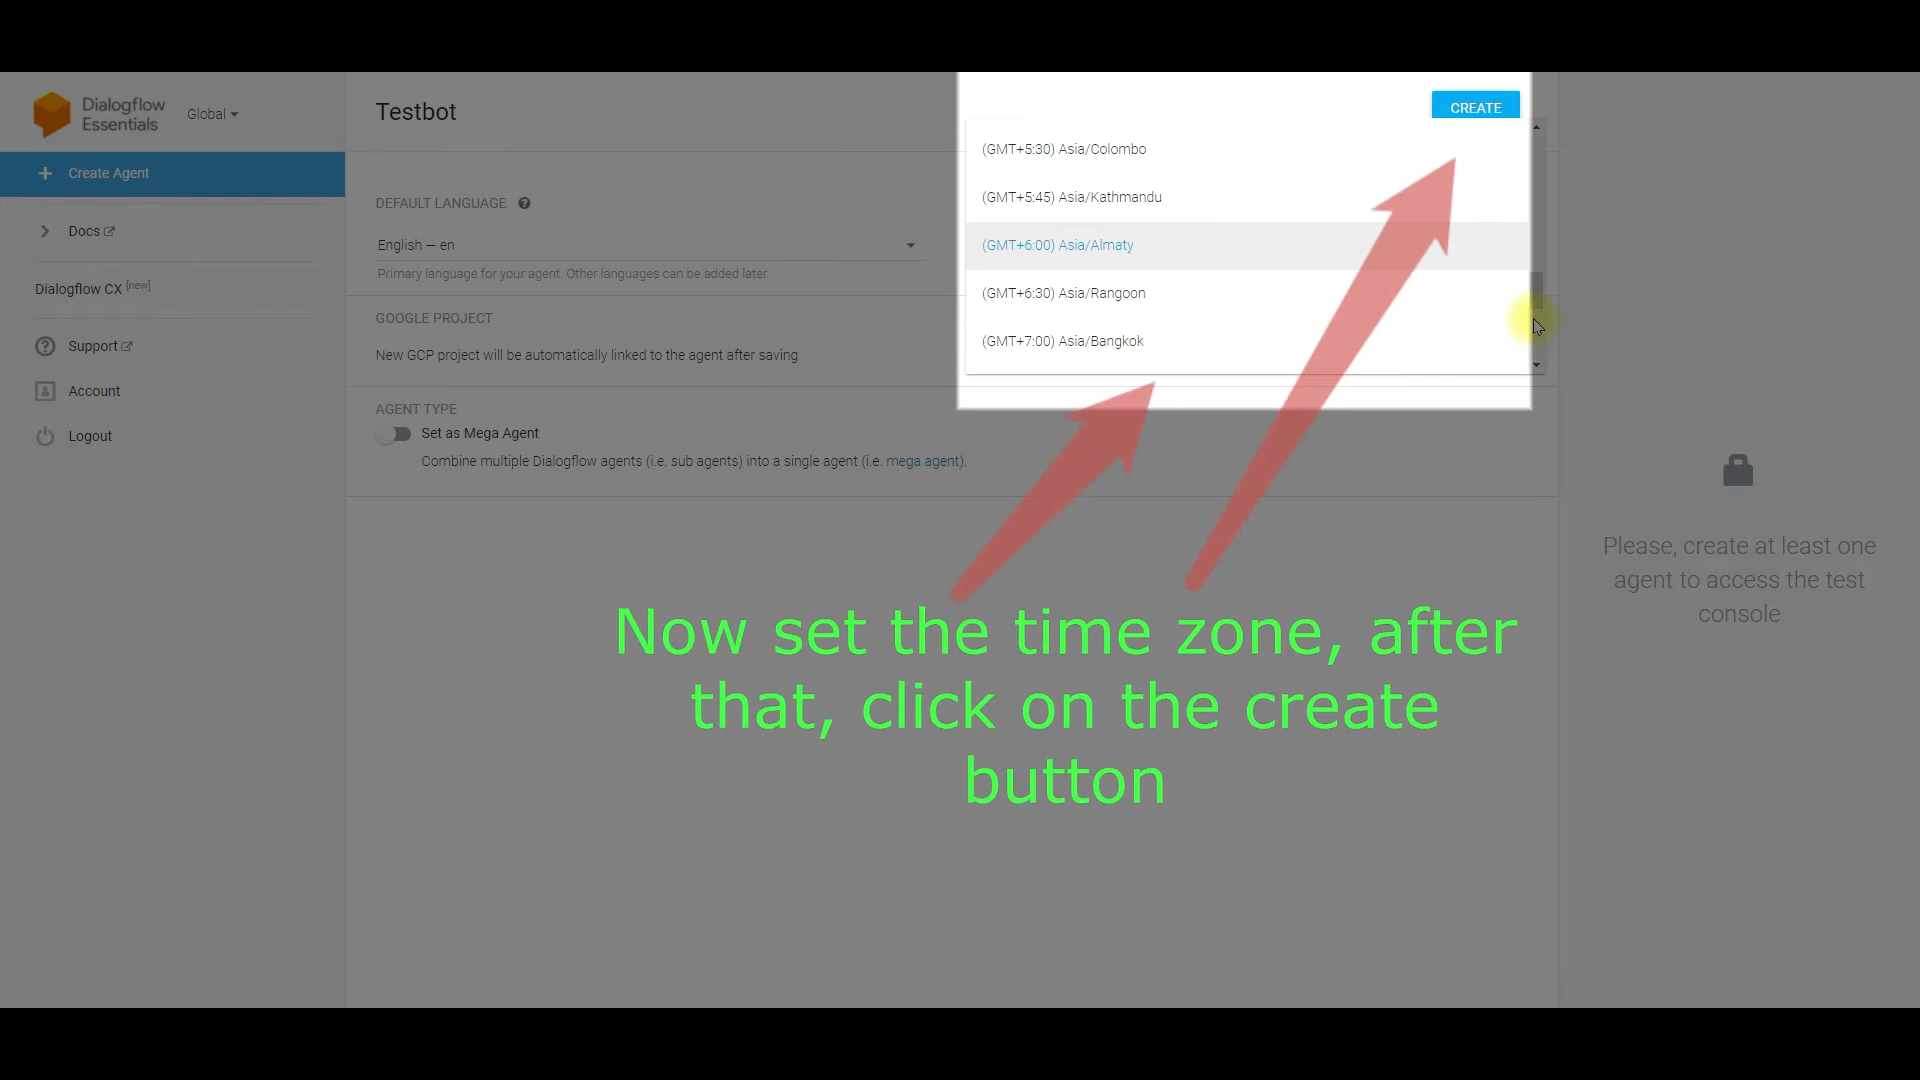 Dialogflow
Essentials
Global
Testbot
CREATE
Create Agent
Docs
Dialogflow CX [new]
Support
Account
Logout
DEFAULT LANGUAGE
English — en
Primary language for your agent. Other languages can be added later.
GOOGLE PROJECT
New GCP project will be automatically linked to the agent after saving
AGENT TYPE
Set as Mega Agent
Combine multiple Dialogflow agents (i.e. sub agents) into a single agent (i.e. mega agent).
(GMT+5:30) Asia/Colombo
(GMT+5:45) Asia/Kathmandu
(GMT+6:00) Asia/Almaty
(GMT+6:30) Asia/Rangoon
(GMT+7:00) Asia/Bangkok
Please, create at least one
agent to access the test
console
Now set the time zone, after
that, click on the create
button